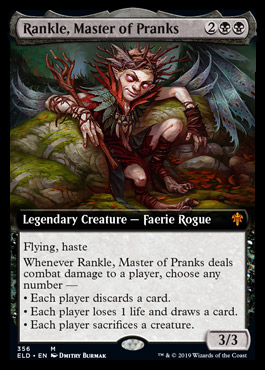 Rankle, Master of Pranks 2
Legendary Creature — Faerie Rogue
Flying, haste
Whenever Rankle, Master of Pranks deals
combat damage to a player, choose any
number —
• Each player discards a card.
• Each player loses 1 life and draws a card.
• Each player sacrifices a creature.
3/3
356 M
ELD • EN Dmitry Burmak
™ & © 2019 Wizards of the Coast